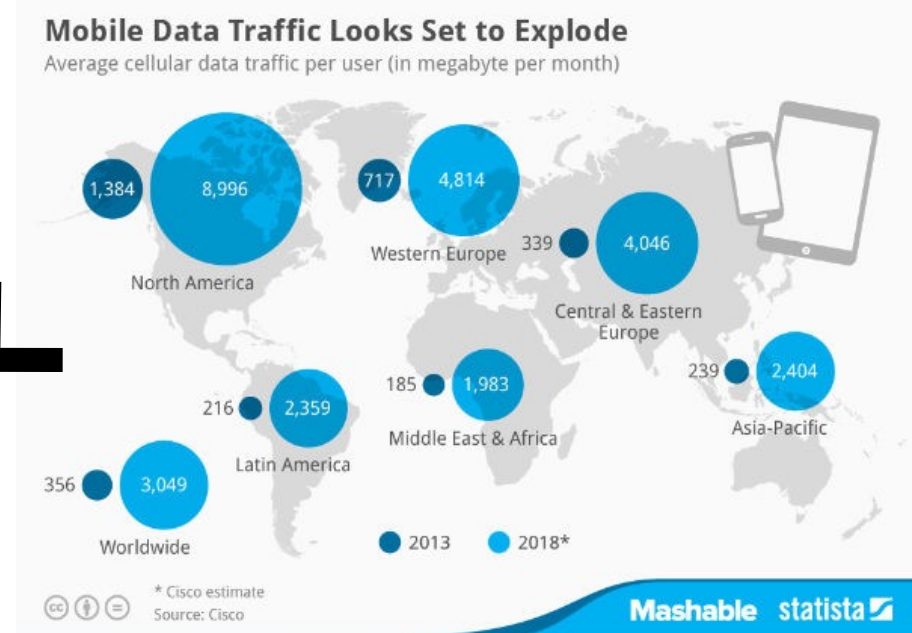 Mobile Data Traffic Looks Set to Explode
Average cellular data traffic per user (in megabyte per month)
1,384
8,996
North America
717
4,814
Western Europe
339
4,046
Central & Eastern
Europe
239
2,404
Asia-Pacific
185
1,983
Middle East & Africa
216
2,359
Latin America
356
3,049
Worldwide
2013
2018*
* Cisco estimate
Source: Cisco
cc
Mashable
statista